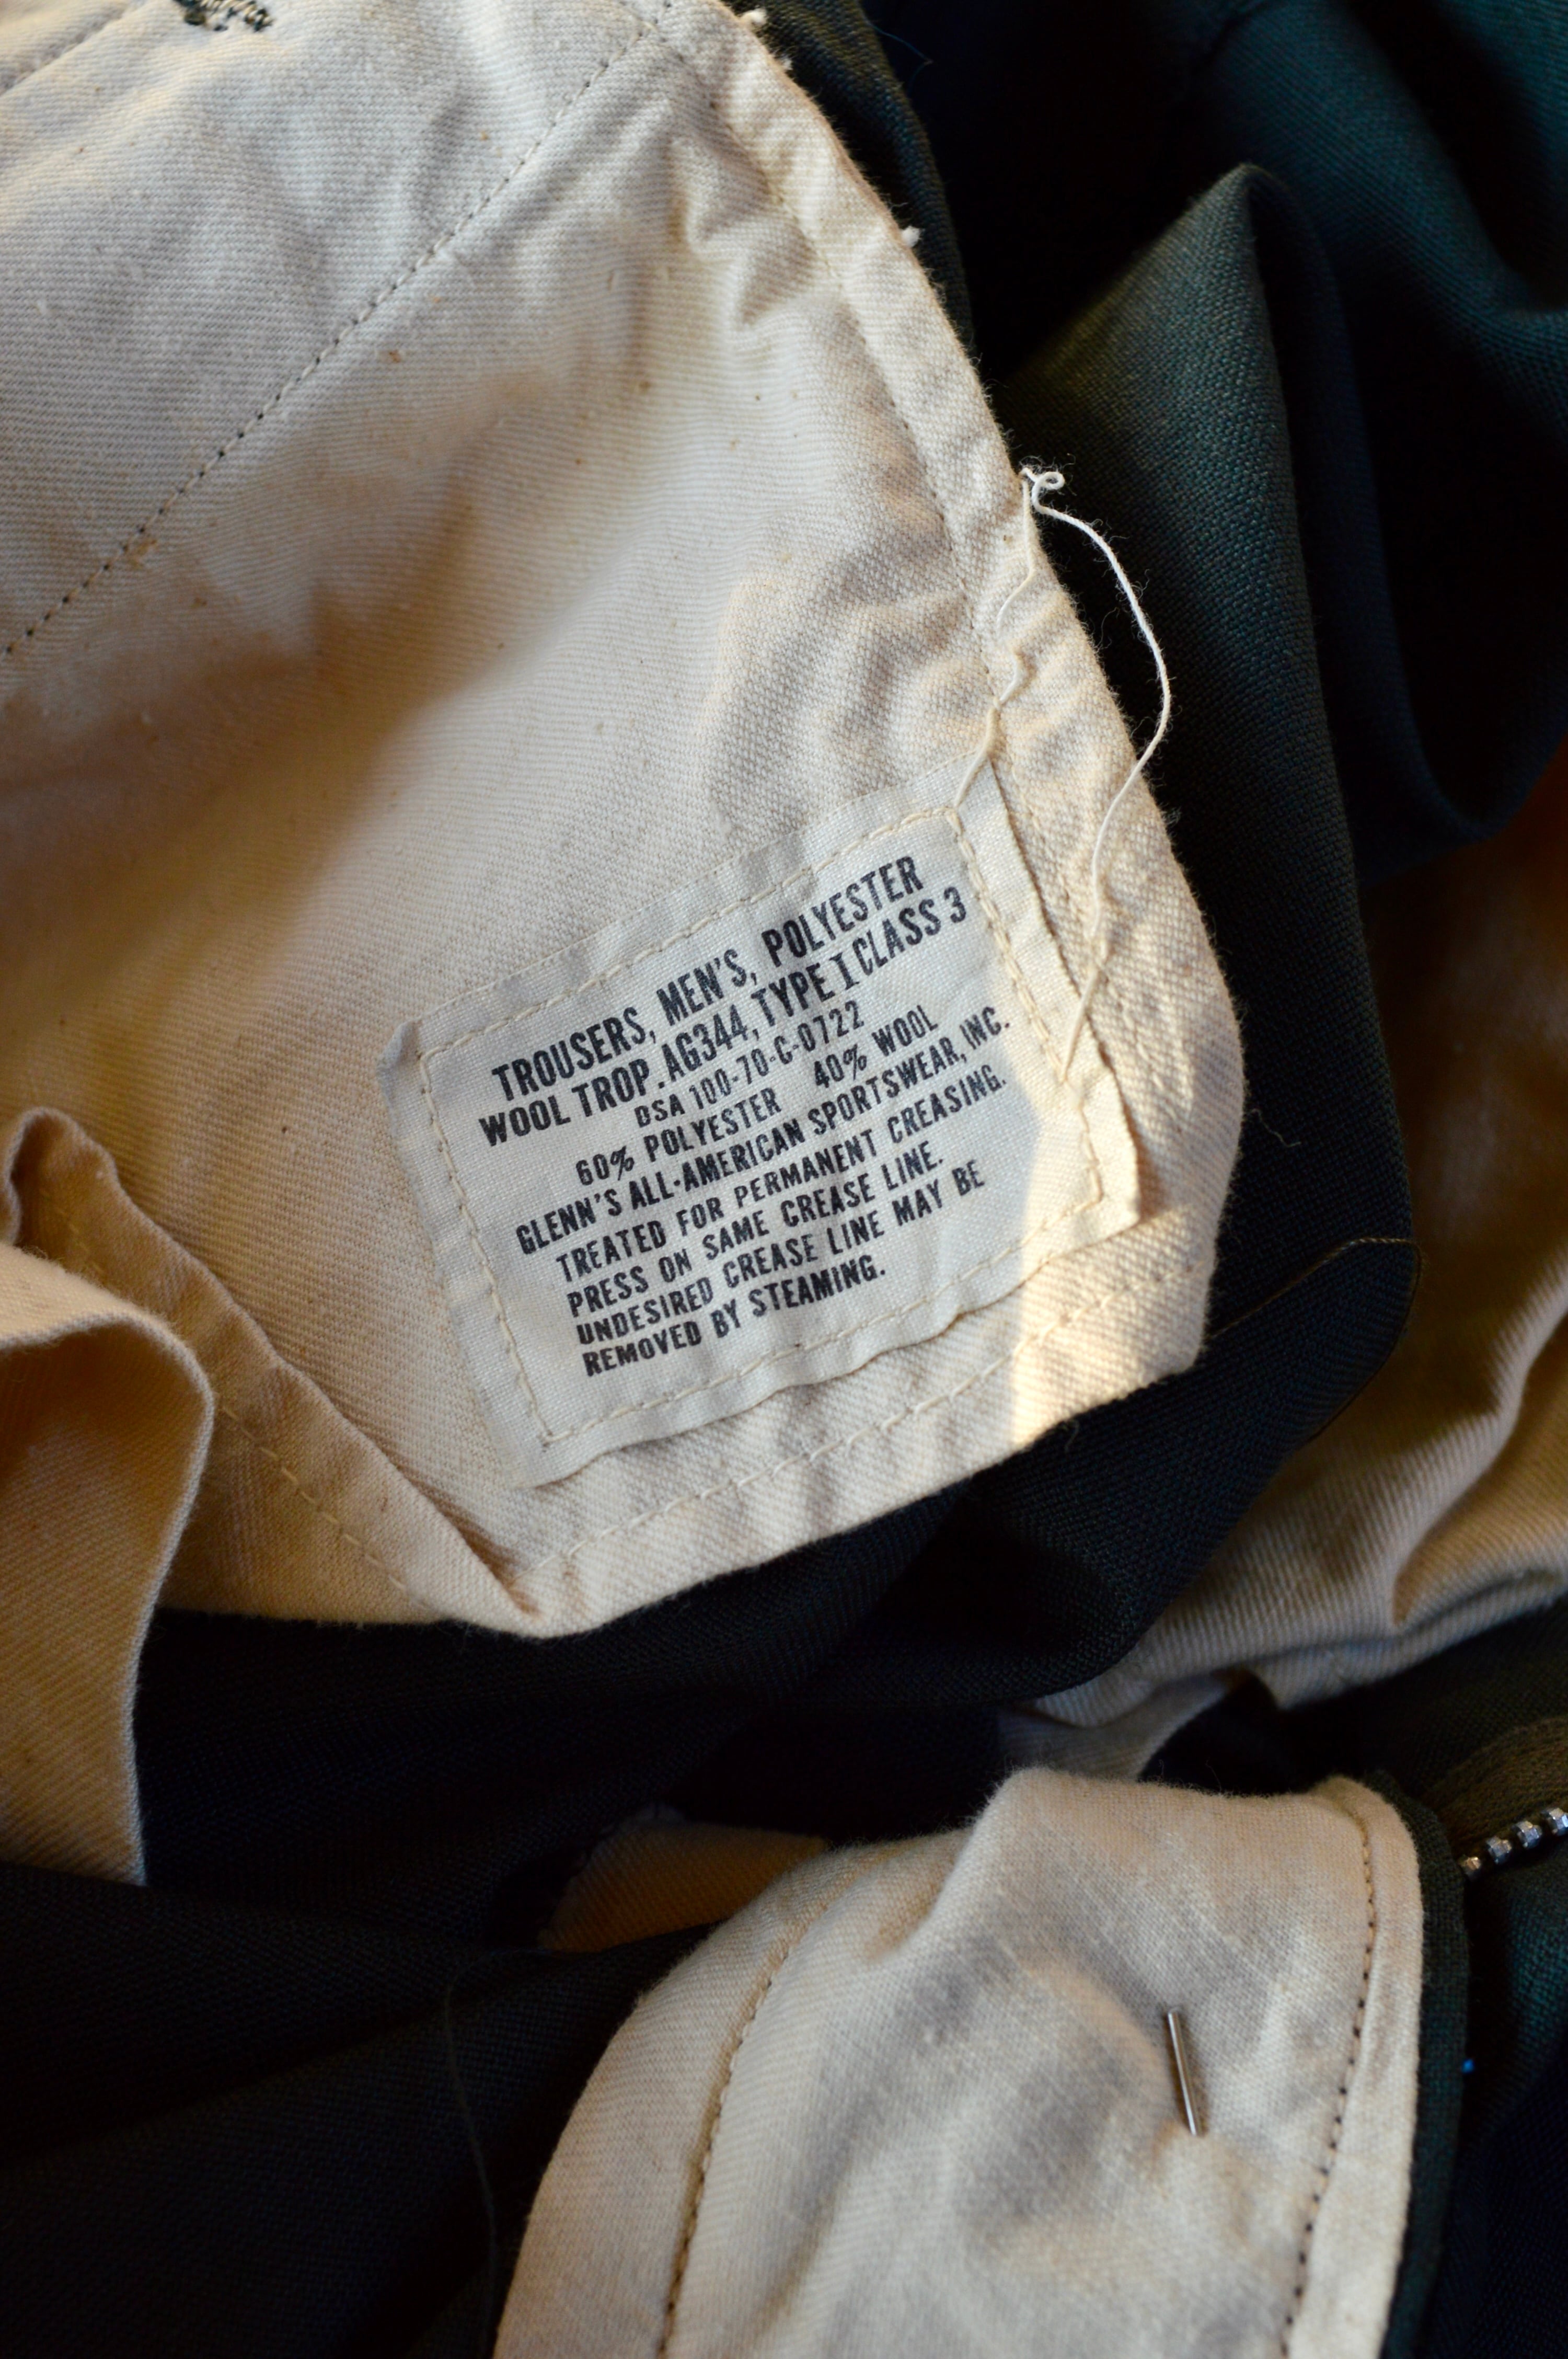 TROUSERS, MEN'S, POLYESTER
WOOL TROP. AG344, TYPE I CLASS 3
DSA 100-70-C-0722
60% POLYESTER 40% WOOL
GLENN'S ALL-AMERICAN SPORTSWEAR, INC.
TREATED FOR PERMANENT CREASING.
PRESS ON SAME CREASE LINE.
UNDESIRED CREASE LINE MAY BE
REMOVED BY STEAMING.